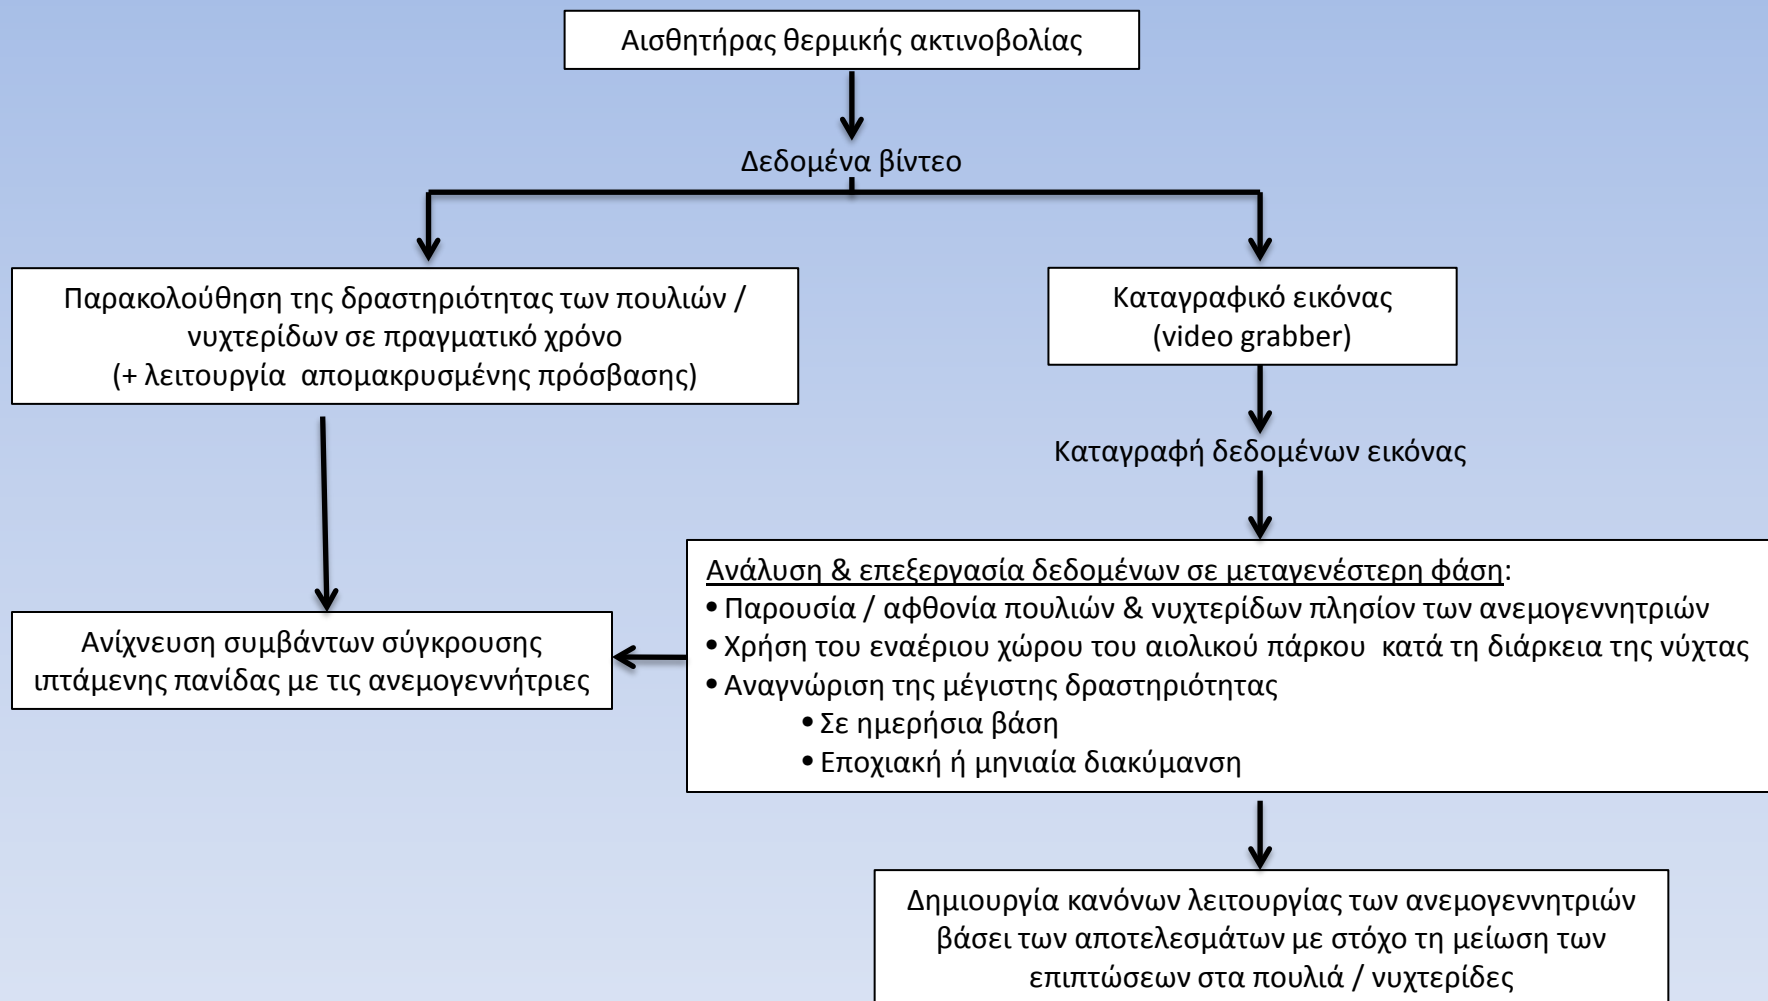 Αισθητήρας θερμικής ακτινοβολίας
Δεδομένα βίντεο
Παρακολούθηση της δραστηριότητας των πουλιών /
νυχτερίδων σε πραγματικό χρόνο
(+ λειτουργία απομακρυσμένης πρόσβασης)
Καταγραφικό εικόνας
(video grabber)
Καταγραφή δεδομένων εικόνας
Ανάλυση & επεξεργασία δεδομένων σε μεταγενέστερη φάση:
• Παρουσία / αφθονία πουλιών & νυχτερίδων πλησίον των ανεμογεννητριών
• Χρήση του εναέριου χώρου του αιολικού πάρκου κατά τη διάρκεια της νύχτας
• Αναγνώριση της μέγιστης δραστηριότητας
• Σε ημερήσια βάση
• Εποχιακή ή μηνιαία διακύμανση
Ανίχνευση συμβάντων σύγκρουσης
ιπτάμενης πανίδας με τις ανεμογεννήτριες
Δημιουργία κανόνων λειτουργίας των ανεμογεννητριών
βάσει των αποτελεσμάτων με στόχο τη μείωση των
επιπτώσεων στα πουλιά / νυχτερίδες